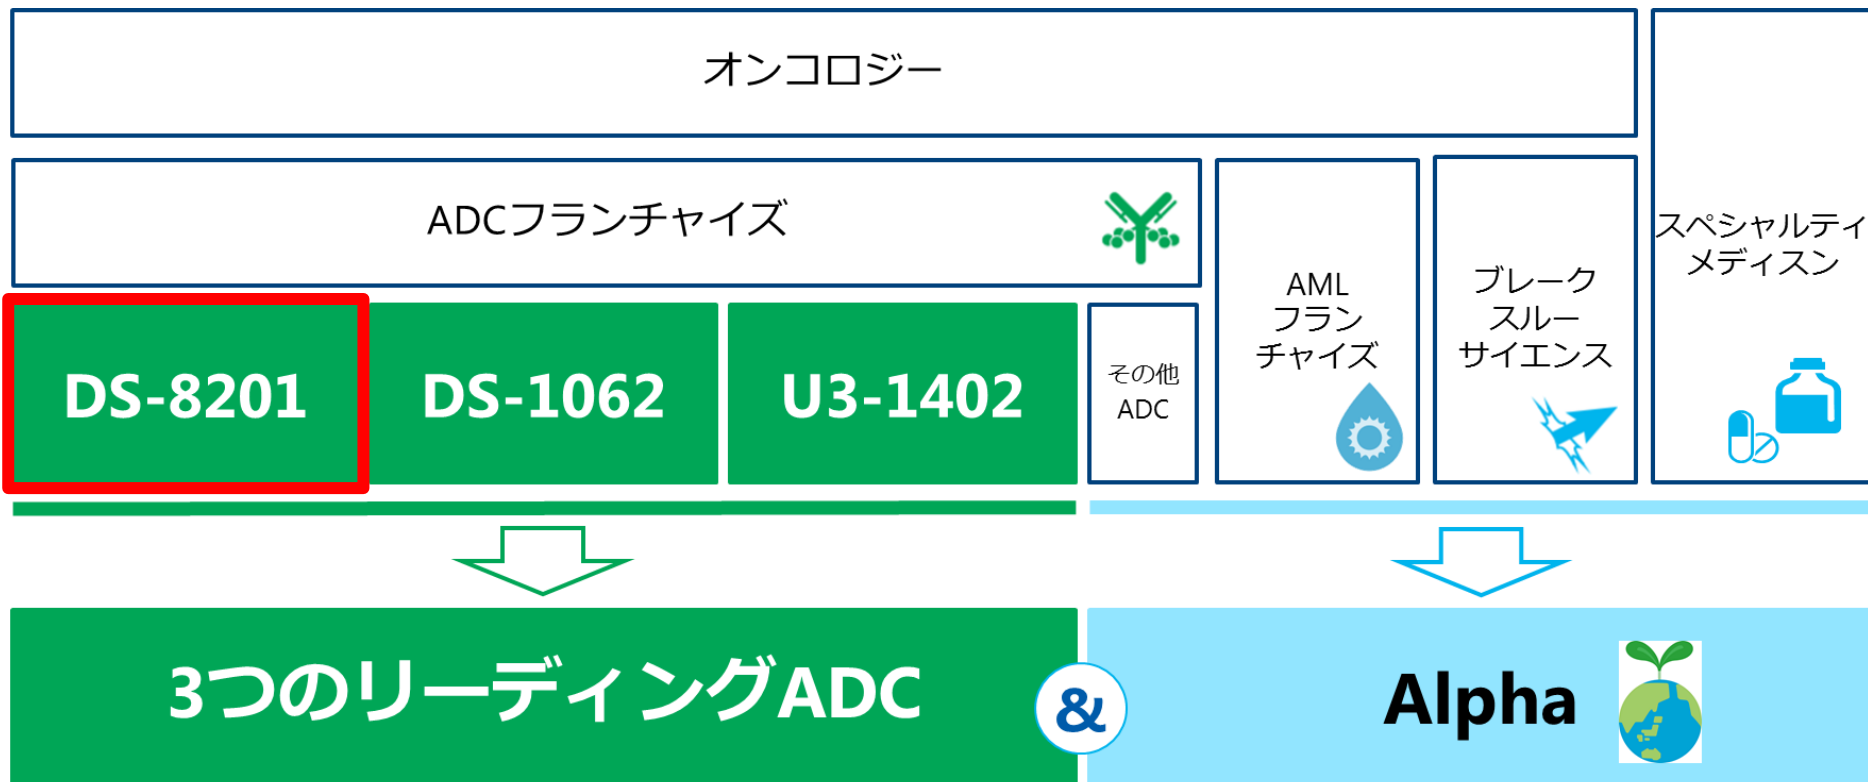 オンコロジー
ADCフランチャイズ
スペシャルティ
メディスン
AML
フラン
チャイズ
ブレーク
スルー
サイエンス
DS-8201
DS-1062
U3-1402
その他
ADC
3つのリーディングADC
&
Alpha